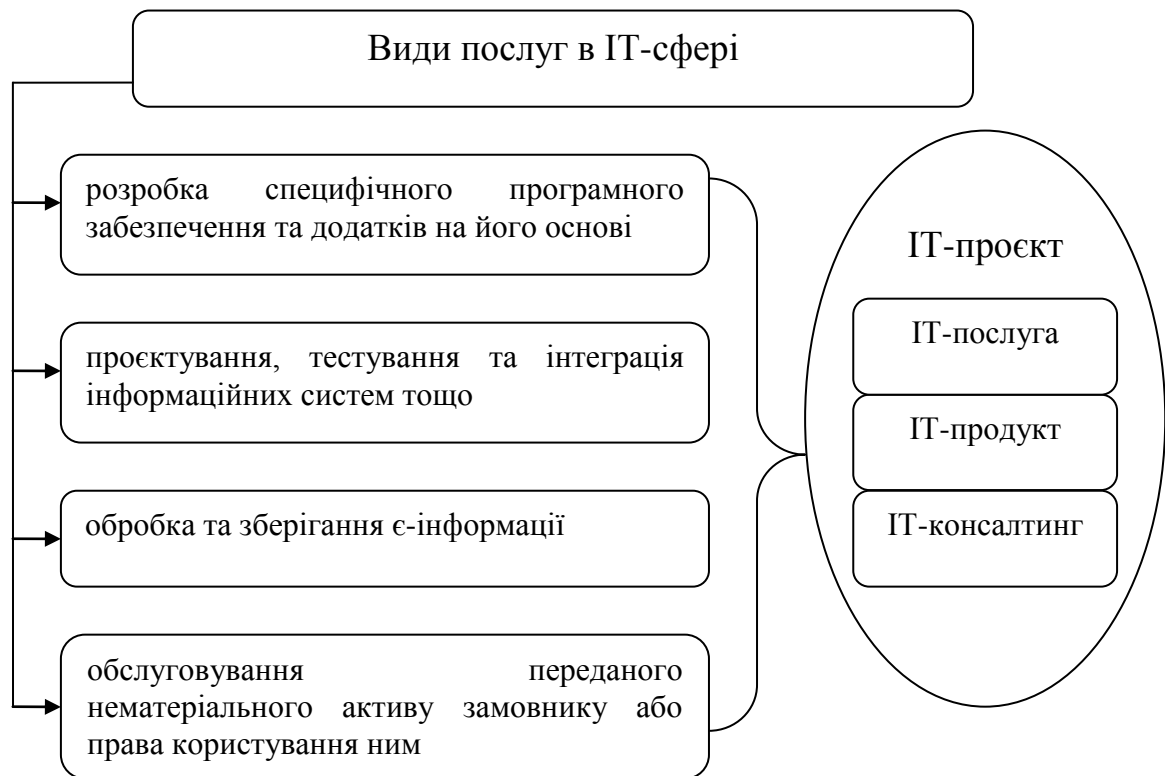 Види послуг в ІТ-сфері
розробка специфічного програмного
забезпечення та додатків на його основі
проєктування, тестування та інтеграція
інформаційних систем тощо
обробка та зберігання є-інформації
обслуговування переданого
нематеріального активу замовнику або
права користування ним
ІТ-проєкт
ІТ-послуга
ІТ-продукт
ІТ-консалтинг